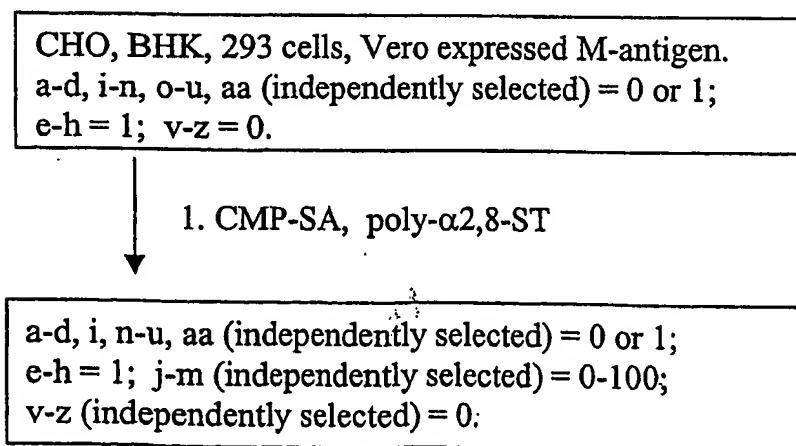 CHO, BHK, 293 cells, Vero expressed M-antigen.
a-d, i-n, o-u, aa (independently selected) = 0 or 1;
e-h = 1; v-z = 0.
1. CMP-SA, poly-α2,8-ST
a-d, i, n-u, aa (independently selected) = 0 or 1;
e-h = 1; j-m (independently selected) = 0-100;
v-z (independently selected) = 0.